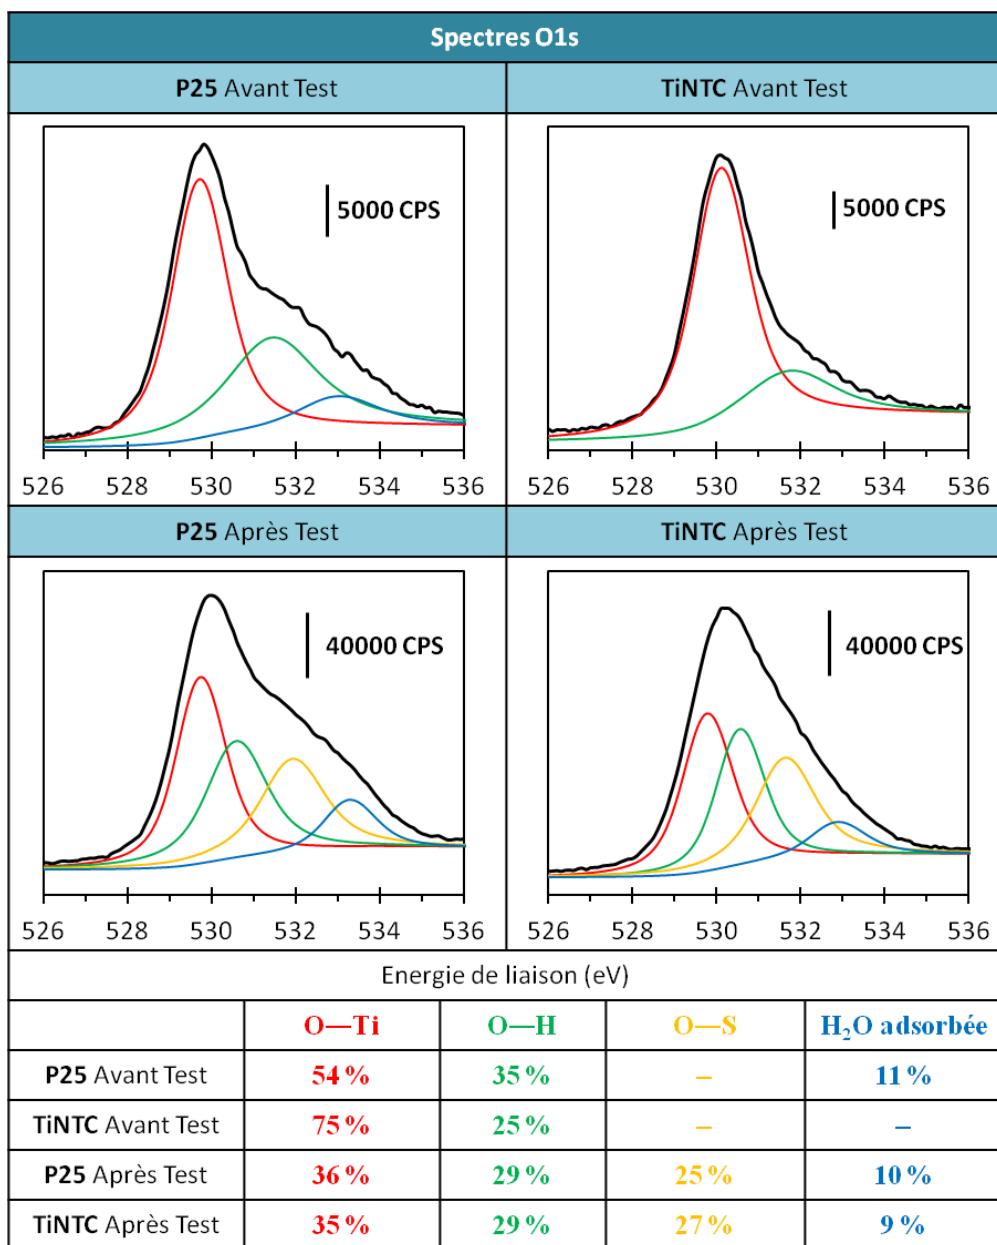 Spectres O1s
P25 Avant Test
TiNTC Avant Test
5000 CPS
5000 CPS
526 528 530 532 534 536
526 528 530 532 534 536
P25 Après Test
TiNTC Après Test
40000 CPS
40000 CPS
526 528 530 532 534 536
526 528 530 532 534 536
Energie de liaison (eV)
O—Ti O—H O—S H₂O adsorbée
P25 Avant Test 54 % 35 % – 11 %
TiNTC Avant Test 75 % 25 % – –
P25 Après Test 36 % 29 % 25 % 10 %
TiNTC Après Test 35 % 29 % 27 % 9 %